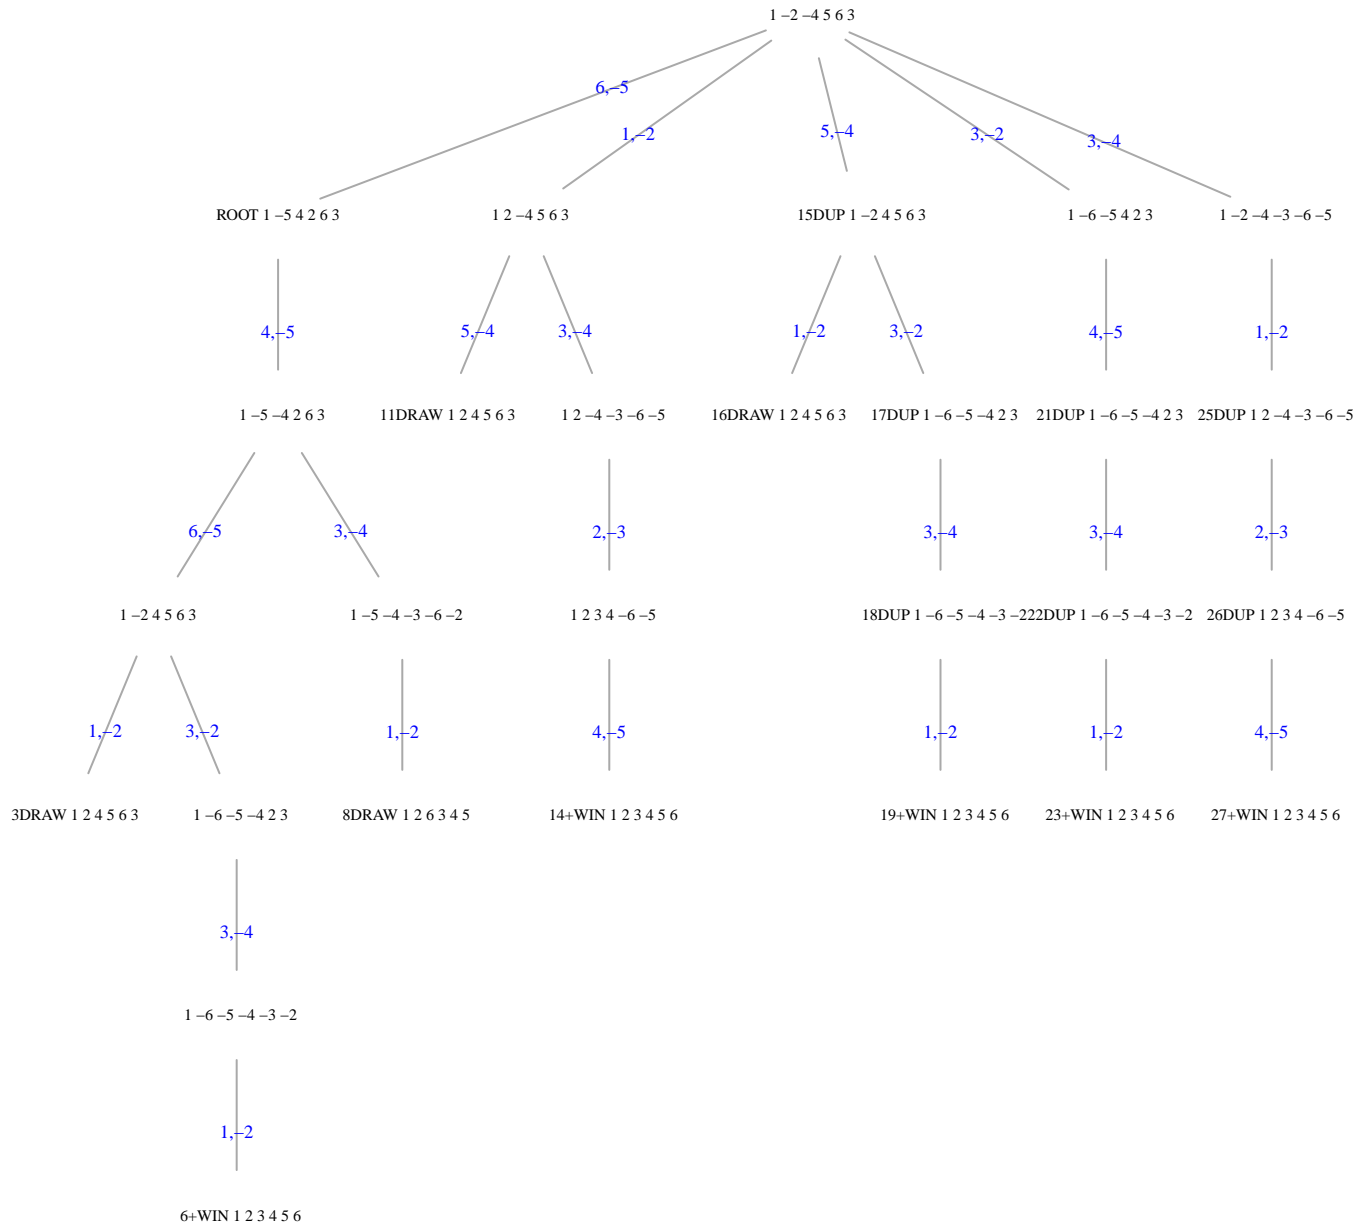 1 –2 –4 5 6 3
6,–5
1,–2
5,–4
3,–2
3,–4
ROOT 1 –5 4 2 6 3
1 2 –4 5 6 3
15DUP 1 –2 4 5 6 3
1 –6 –5 4 2 3
1 –2 –4 –3 –6 –5
4,–5
5,–4
3,–4
1,–2
3,–2
4,–5
1,–2
1 –5 –4 2 6 3
11DRAW 1 2 4 5 6 3
1 2 –4 –3 –6 –5
16DRAW 1 2 4 5 6 3
17DUP 1 –6 –5 –4 2 3
21DUP 1 –6 –5 –4 2 3
25DUP 1 2 –4 –3 –6 –5
6,–5
3,–4
2,–3
3,–4
3,–4
2,–3
1 –2 4 5 6 3
1 –5 –4 –3 –6 –2
1 2 3 4 –6 –5
18DUP 1 –6 –5 –4 –3 –2
22DUP 1 –6 –5 –4 –3 –2
26DUP 1 2 3 4 –6 –5
1,–2
3,–2
1,–2
4,–5
1,–2
1,–2
4,–5
3DRAW 1 2 4 5 6 3
1 –6 –5 –4 2 3
8DRAW 1 2 6 3 4 5
14+WIN 1 2 3 4 5 6
19+WIN 1 2 3 4 5 6
23+WIN 1 2 3 4 5 6
27+WIN 1 2 3 4 5 6
3,–4
1 –6 –5 –4 –3 –2
1,–2
6+WIN 1 2 3 4 5 6